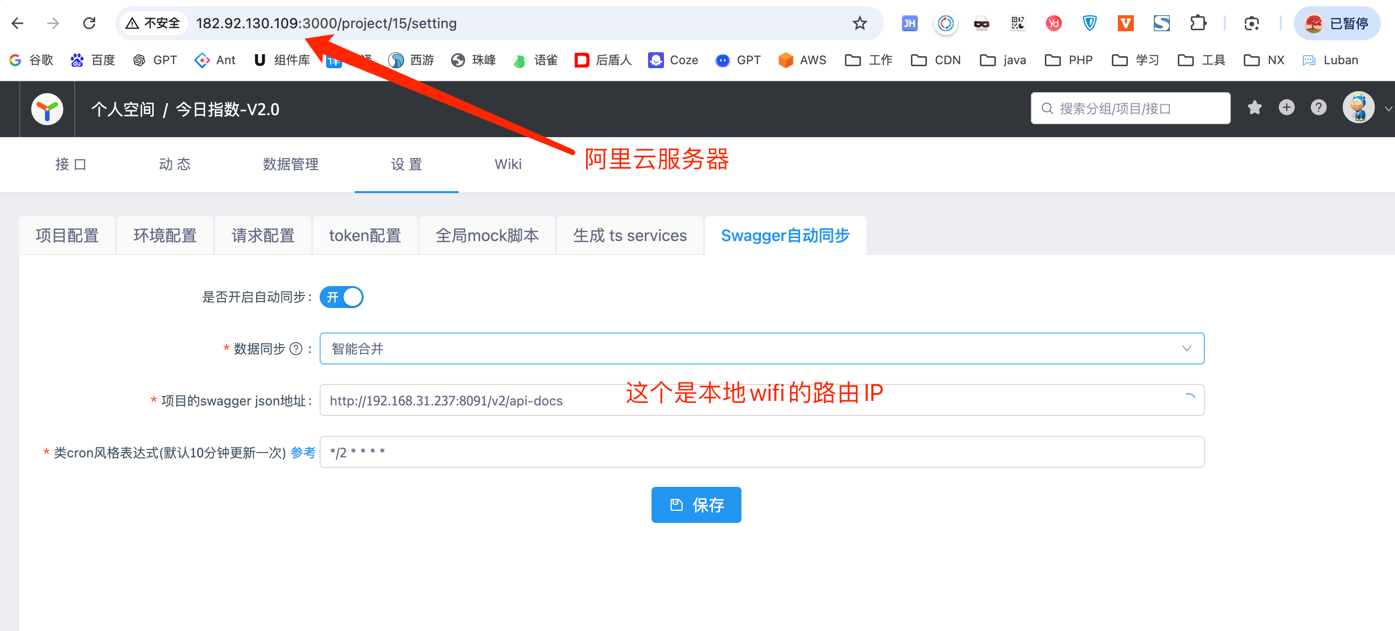 不安全 182.92.130.109:3000/project/15/setting JH Yd V S 已暂停
谷歌 百度 GPT Ant U 组件库 译 西游 珠峰 语雀 后盾人 Coze GPT AWS 工作 CDN java PHP 学习 工具 NX Luban
个人空间 / 今日指数-V2.0 搜索分组/项目/接口
接 口 动 态 数据管理 设 置 Wiki 阿里云服务器
项目配置 环境配置 请求配置 token配置 全局mock脚本 生成 ts services Swagger自动同步
是否开启自动同步: 开
* 数据同步 ? : 智能合并
* 项目的swagger json地址: http://192.168.31.237:8091/v2/api-docs 这个是本地wifi的路由IP
* 类cron风格表达式(默认10分钟更新一次) 参考: */2 * * * *
保存